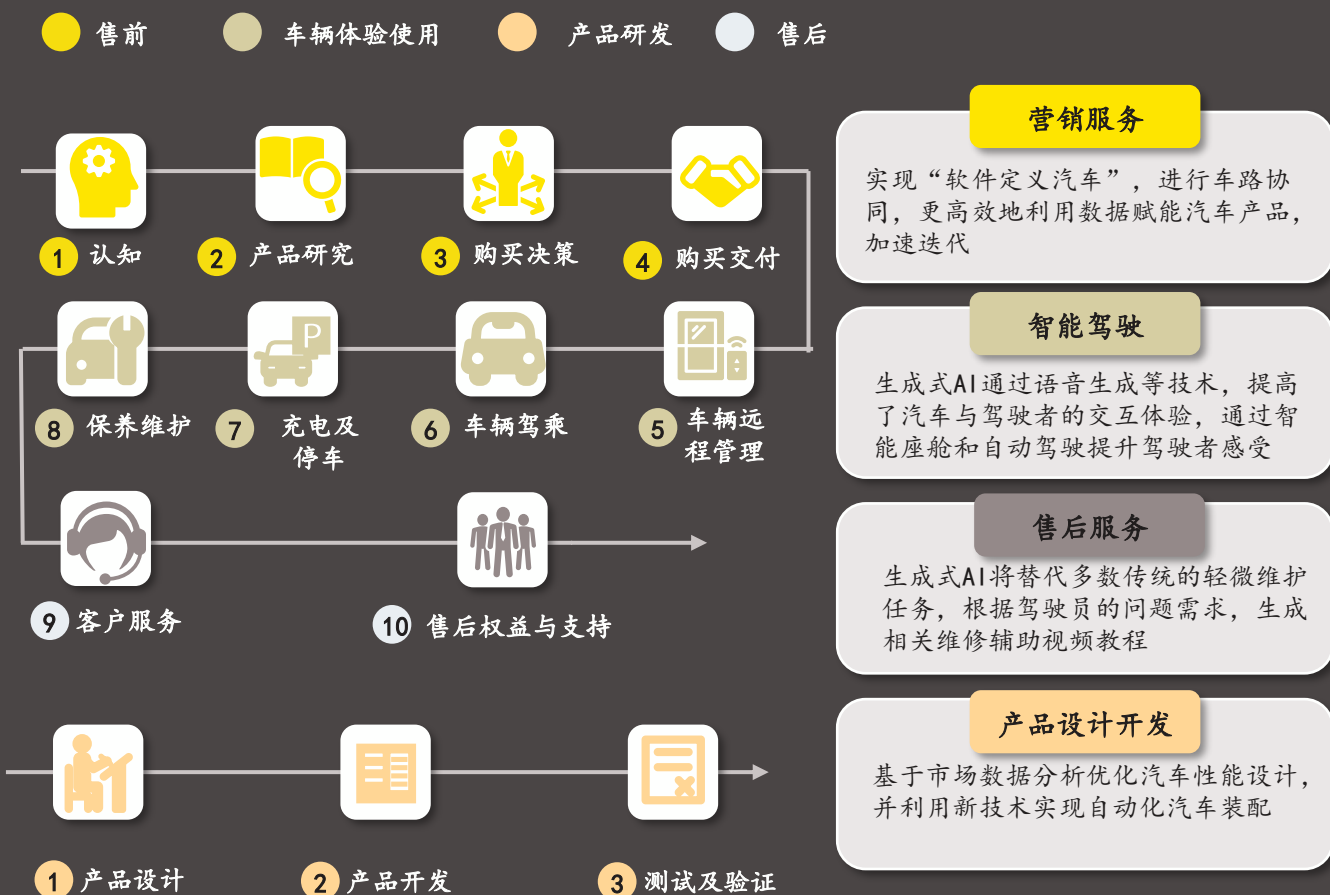 售前
车辆体验使用
产品研发
售后
1 认知
2 产品研究
3 购买决策
4 购买交付
8 保养维护
7 充电及
停车
6 车辆驾乘
5 车辆远
程管理
9 客户服务
10 售后权益与支持
1 产品设计
2 产品开发
3 测试及验证
P
营销服务
实现“软件定义汽车”，进行车路协
同，更高效地利用数据赋能汽车产品，
加速迭代
智能驾驶
生成式AI通过语音生成等技术，提高
了汽车与驾驶者的交互体验，通过智
能座舱和自动驾驶提升驾驶者感受
售后服务
生成式AI将替代多数传统的轻微维护
任务，根据驾驶员的问题需求，生成
相关维修辅助视频教程
产品设计开发
基于市场数据分析优化汽车性能设计，
并利用新技术实现自动化汽车装配